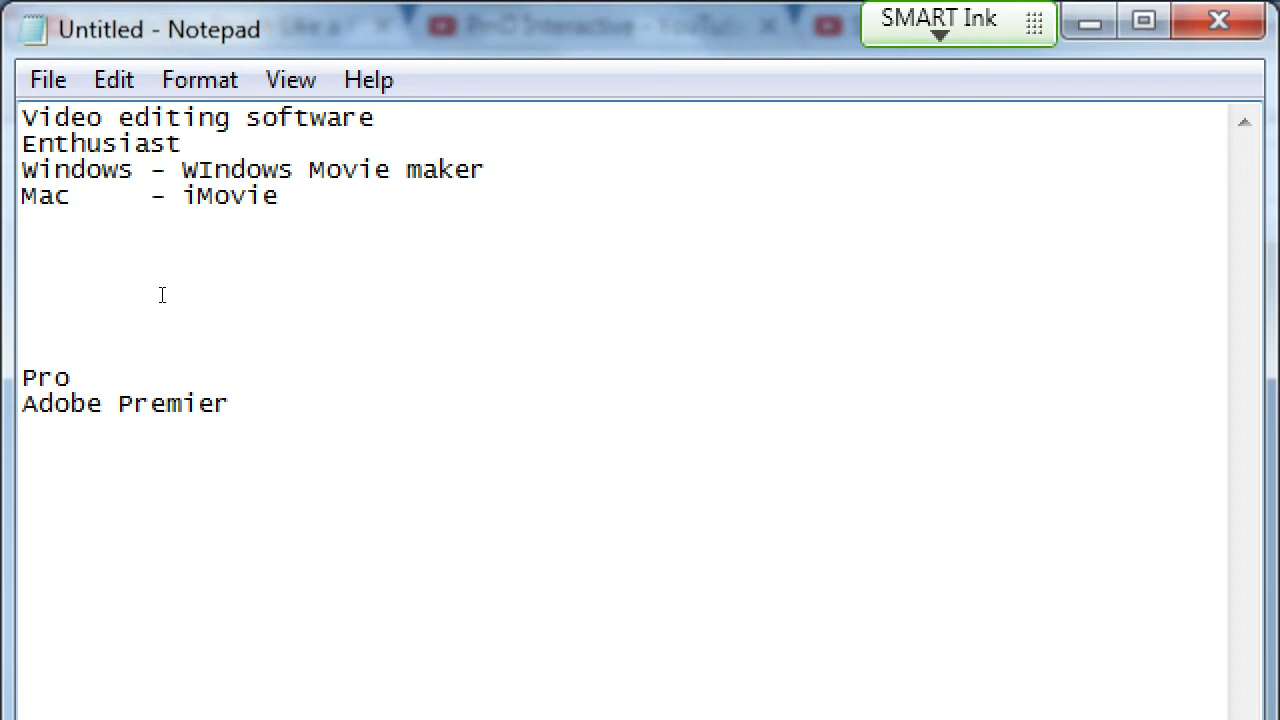 Untitled - Notepad
SMART Ink
File Edit Format View Help
Video editing software
Enthusiast
Windows - WIndows Movie maker
Mac - iMovie
Pro
Adobe Premier